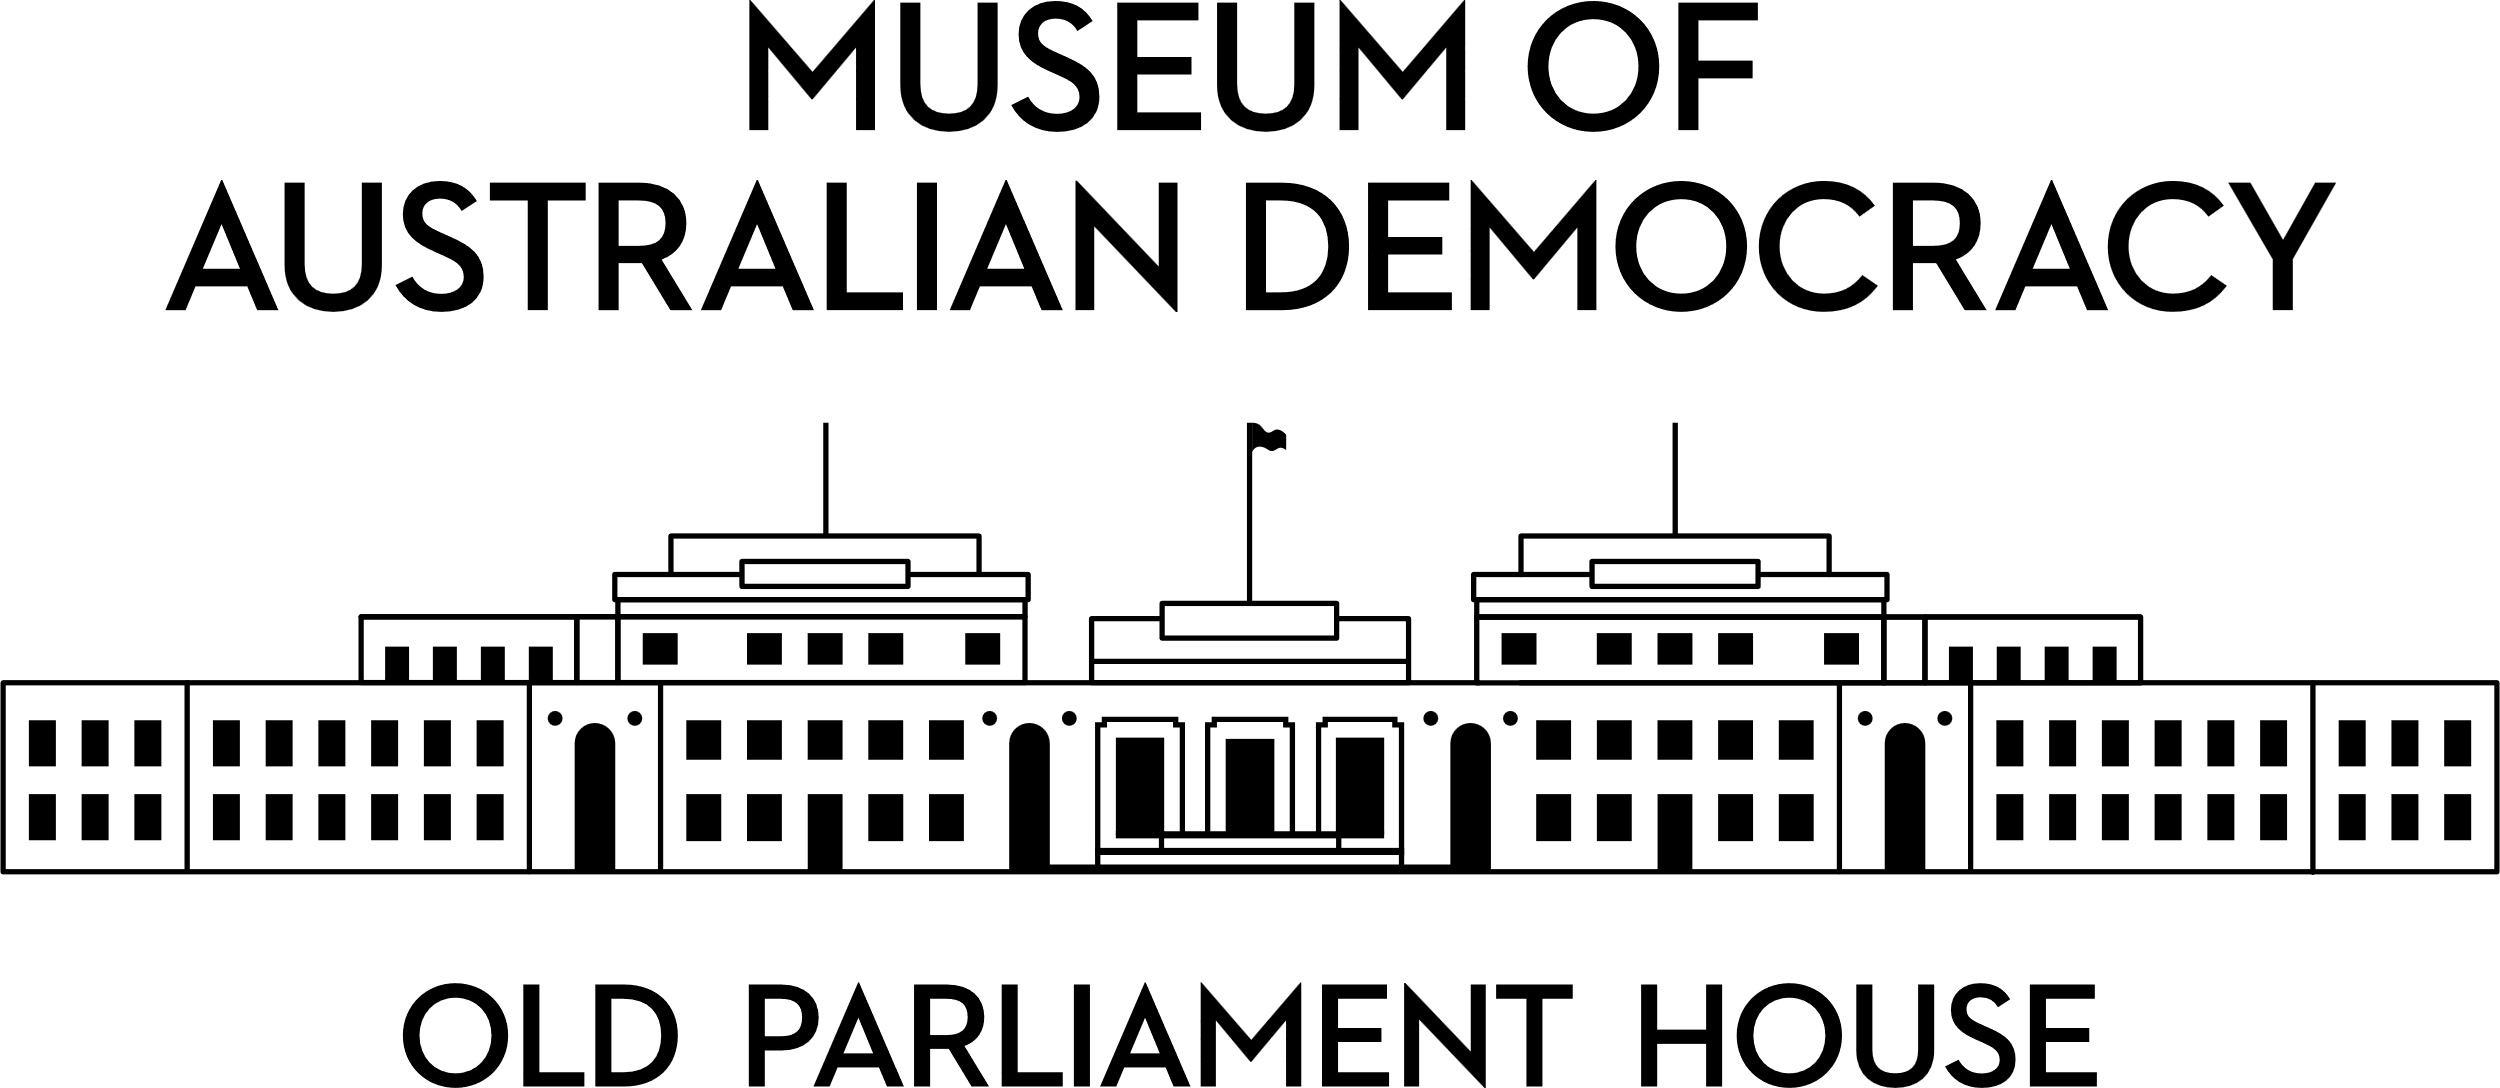 MUSEUM OF
AUSTRALIAN DEMOCRACY
OLD PARLIAMENT HOUSE